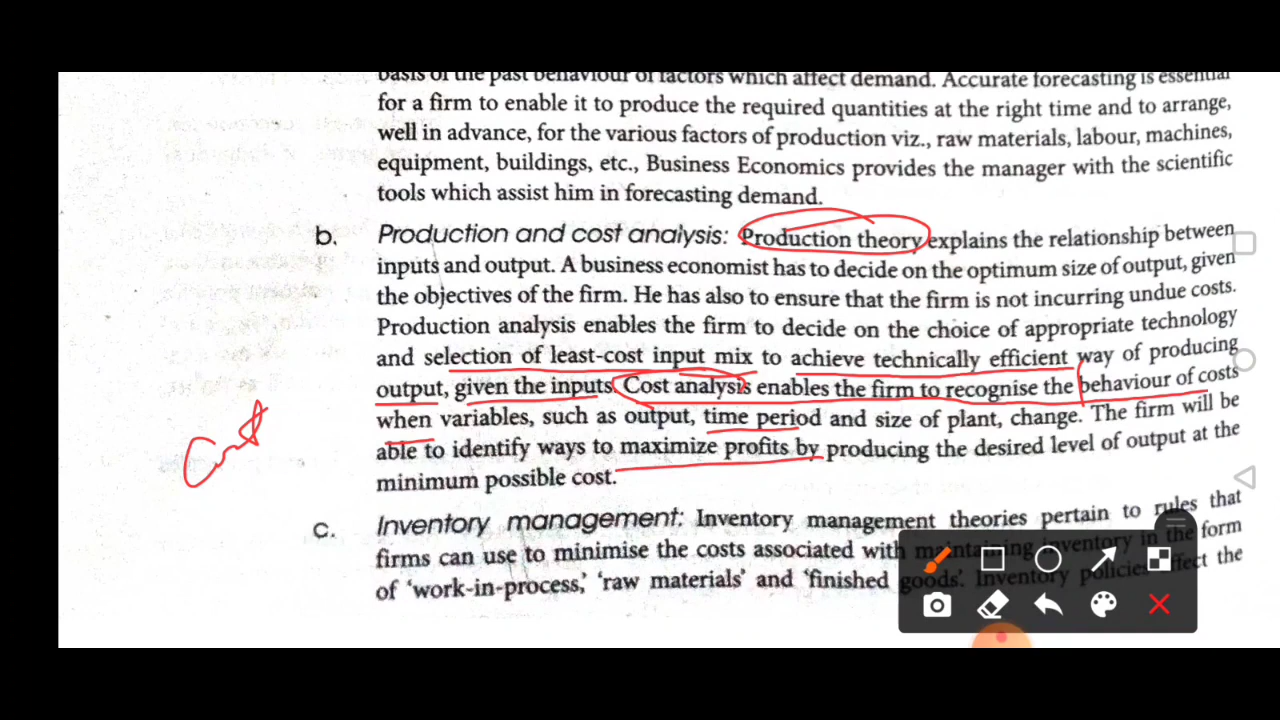 basis of the past behaviour of factors which affect demand. Accurate forecasting is essential
for a firm to enable it to produce the required quantities at the right time and to arrange,
well in advance, for the various factors of production viz., raw materials, labour, machines,
equipment, buildings, etc., Business Economics provides the manager with the scientific
tools which assist him in forecasting demand.
b. Production and cost analysis: Production theory explains the relationship between
inputs and output. A business economist has to decide on the optimum size of output, given
the objectives of the firm. He has also to ensure that the firm is not incurring undue costs.
Production analysis enables the firm to decide on the choice of appropriate technology
and selection of least-cost input mix to achieve technically efficient way of producing
output, given the inputs. Cost analysis enables the firm to recognise the behaviour of costs
when variables, such as output, time period and size of plant, change. The firm will be
able to identify ways to maximize profits by producing the desired level of output at the
minimum possible cost.
c. Inventory management: Inventory management theories pertain to rules that
firms can use to minimise the costs associated with maintaining inventory in the form
of 'work-in-process,' 'raw materials' and 'finished goods'. Inventory policies affect the